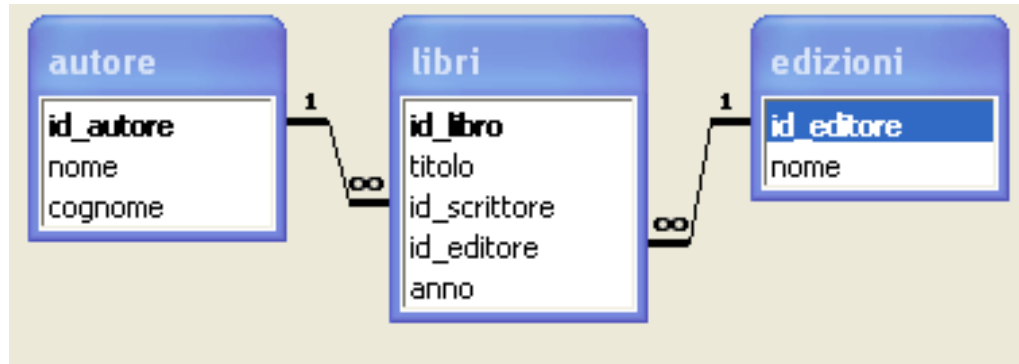 autore
id_autore
nome
cognome
1
∞
libri
id_libro
titolo
id_scrittore
id_editore
anno
1
∞
edizioni
id_editore
nome